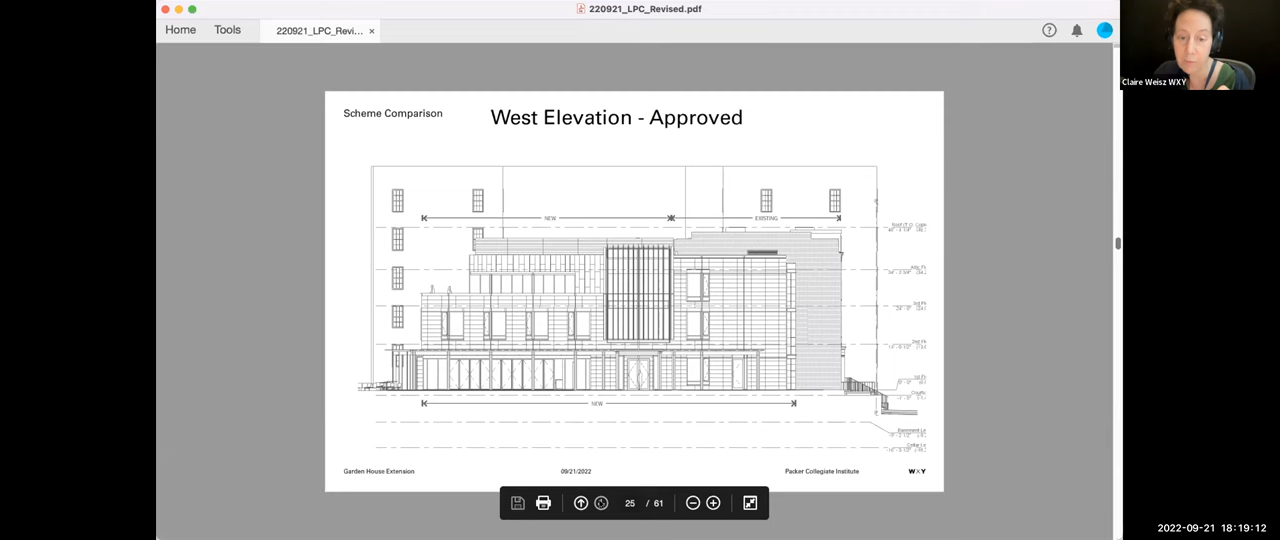 220921_LPC_Revised.pdf
Home Tools 220921_LPC_Revi... ×
Claire Weisz WXY
Scheme Comparison
West Elevation - Approved
NEW
EXISTING
NEW
Garden House Extension
09/21/2022
Packer Collegiate Institute
WXY
25 / 61
2022-09-21 18:19:12